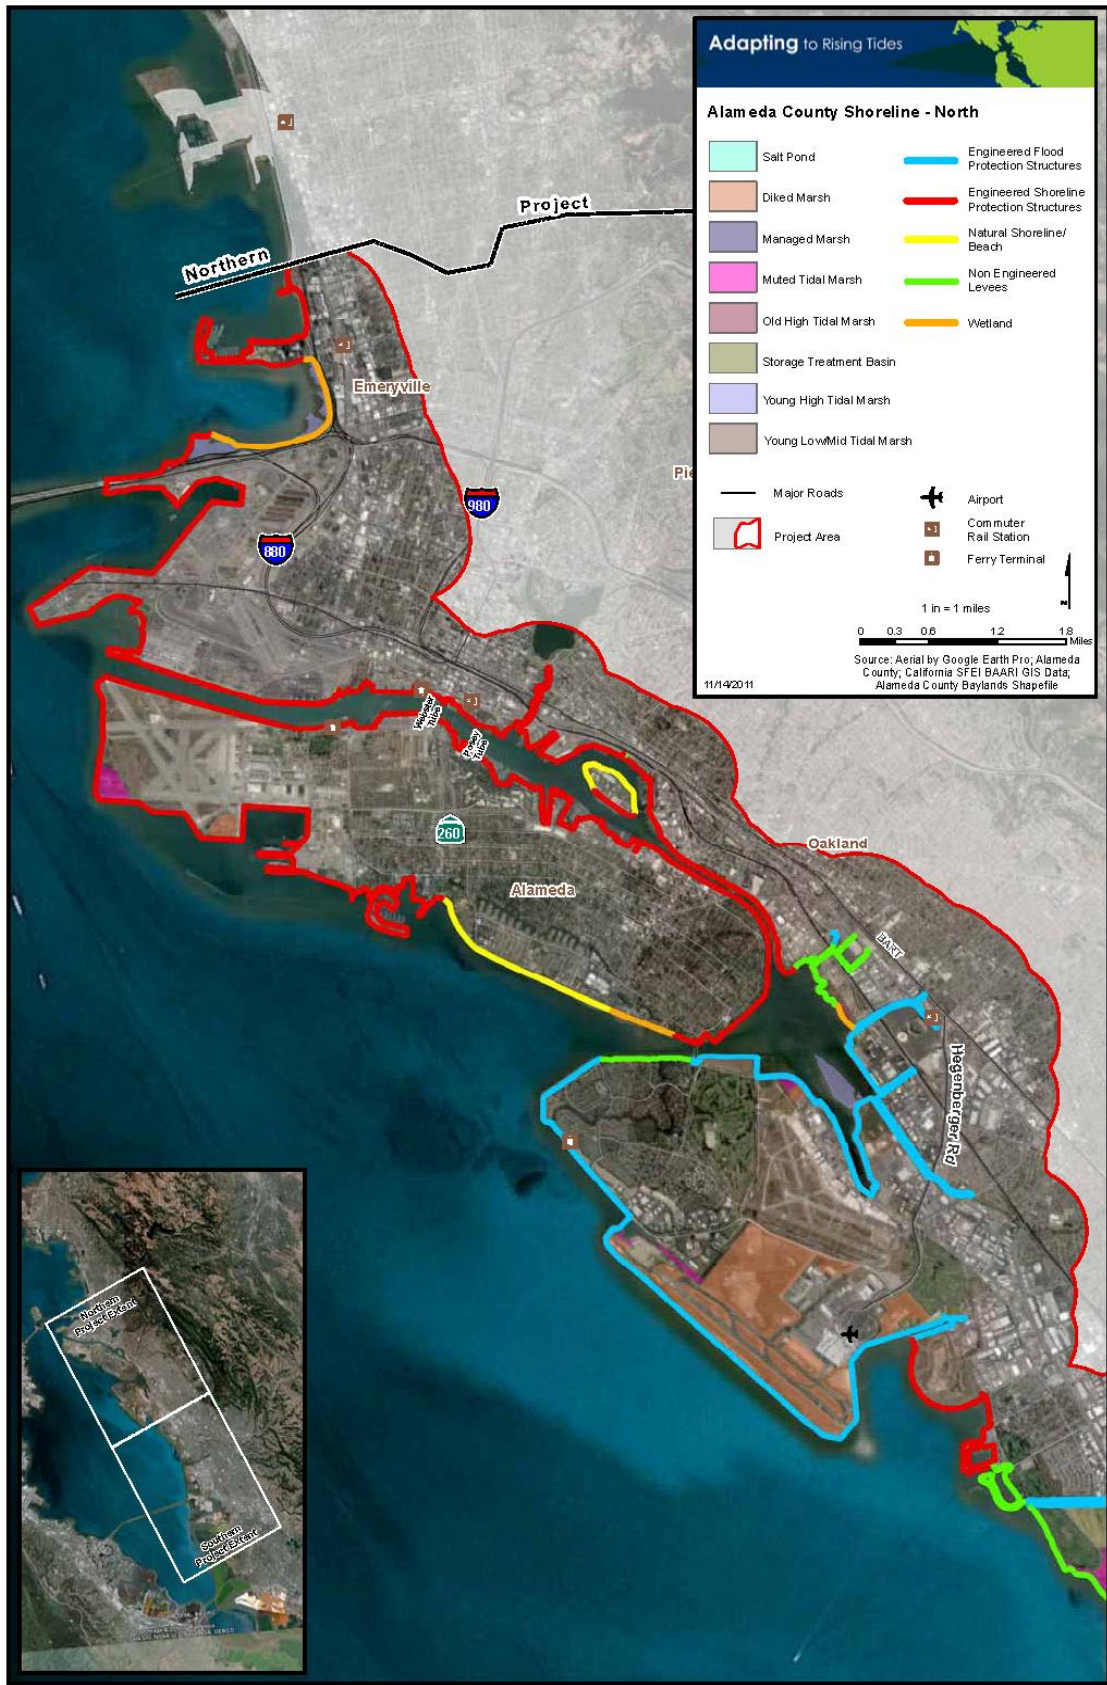 Adapting to Rising Tides
Alameda County Shoreline - North
Salt Pond
Diked Marsh
Managed Marsh
Muted Tidal Marsh
Old High Tidal Marsh
Storage Treatment Basin
Young High Tidal Marsh
Young Low/Mid Tidal Marsh
Engineered Flood
Protection Structures
Engineered Shoreline
Protection Structures
Natural Shoreline/
Beach
Non Engineered
Levees
Wetland
Major Roads
Project Area
Airport
Commuter
Rail Station
Ferry Terminal
N
1 in = 1 miles
0 0.3 0.6 1.2 1.8
Miles
Source: Aerial by Google Earth Pro; Alameda
County; California SFEI BAARI GIS Data;
Alameda County Baylands Shapefile
11/14/2011
Northern Project
Emeryville
Pie
980
880
Webster
Tube
Posey
Tube
260
Oakland
Alameda
BART
Hegenberger Rd
Northern
Project Extent
Southern
Project Extent